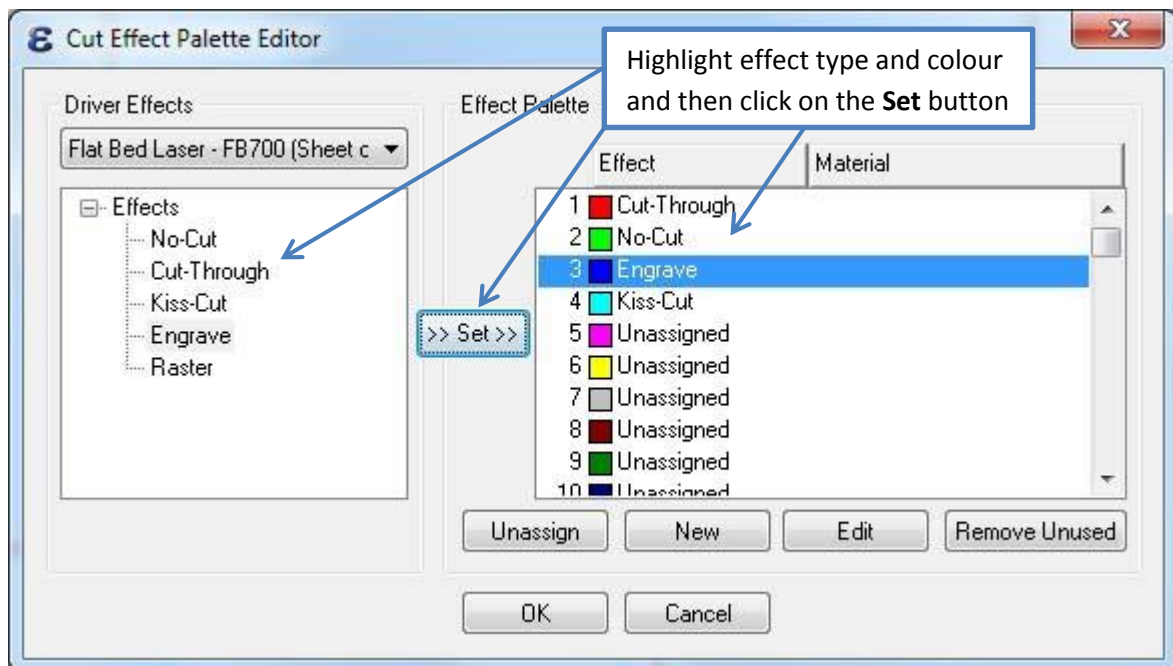 Cut Effect Palette Editor
Highlight effect type and colour
and then click on the Set button
Driver Effects
Flat Bed Laser - FB700 (Sheet c
Effects
No-Cut
Cut-Through
Kiss-Cut
Engrave
Raster
>> Set >>
Effect Palette
Effect Material
1 Cut-Through
2 No-Cut
3 Engrave
4 Kiss-Cut
5 Unassigned
6 Unassigned
7 Unassigned
8 Unassigned
9 Unassigned
10 Unassigned
Unassign New Edit Remove Unused
OK Cancel